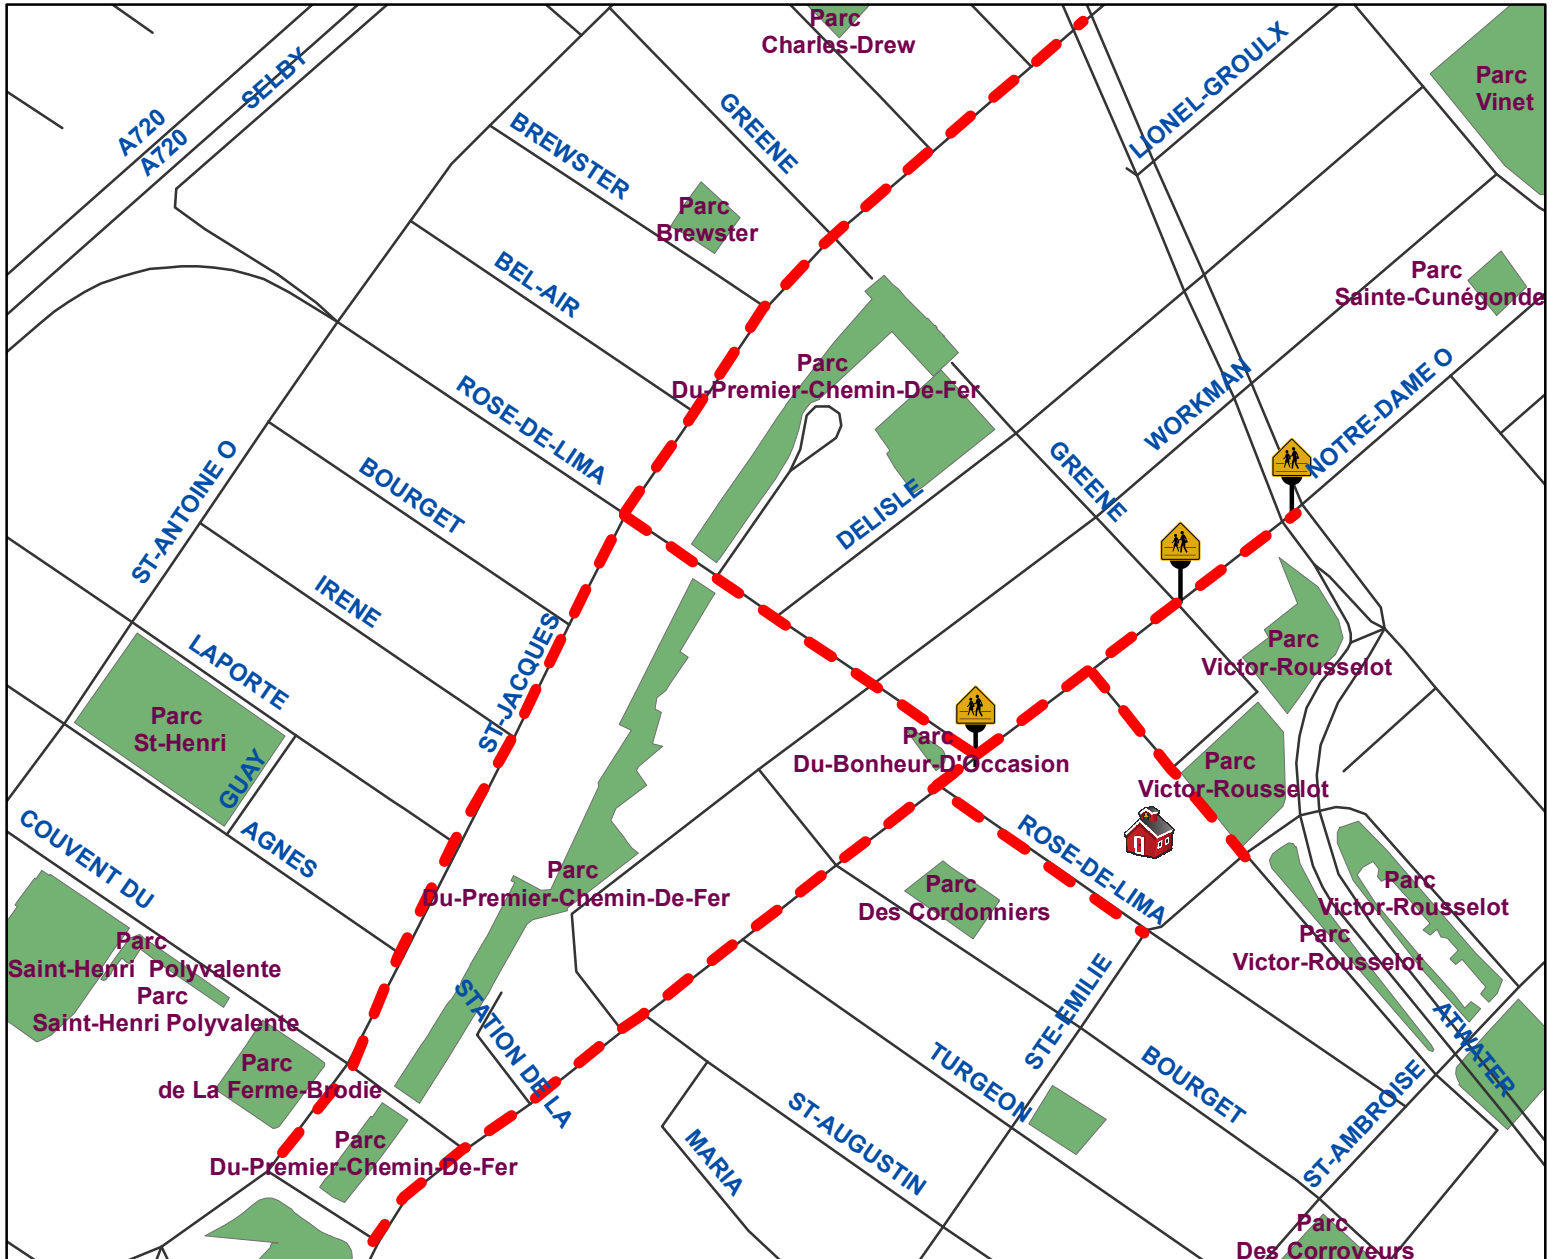 Parc
Charles-Drew
SELBY
A720
A720
GREENE
LIONEL-GROULX
Parc
Vinet
BREWSTER
Parc
Brewster
BEL-AIR
Parc
Sainte-Cunégonde
Parc
Du-Premier-Chemin-De-Fer
ROSE-DE-LIMA
WORKMAN
NOTRE-DAME O
BOURGET
GREENE
DELISLE
ST-ANTOINE O
IRENE
LAPORTE
ST-JACQUES
Parc
Victor-Rousselot
Parc
St-Henri
GUAY
Parc
Du-Bonheur-D'Occasion
Parc
Victor-Rousselot
COUVENT DU
AGNES
ROSE-DE-LIMA
Parc
Du-Premier-Chemin-De-Fer
Parc
Des Cordonniers
Parc
Victor-Rousselot
Parc
Victor-Rousselot
Parc
Saint-Henri Polyvalente
Parc
Saint-Henri Polyvalente
STATION DE LA
STE-EMILIE
ATWATER
Parc
de La Ferme-Brodie
TURGEON
BOURGET
ST-AMBROISE
Parc
Du-Premier-Chemin-De-Fer
MARIA
ST-AUGUSTIN
Parc
Des Corroyeurs